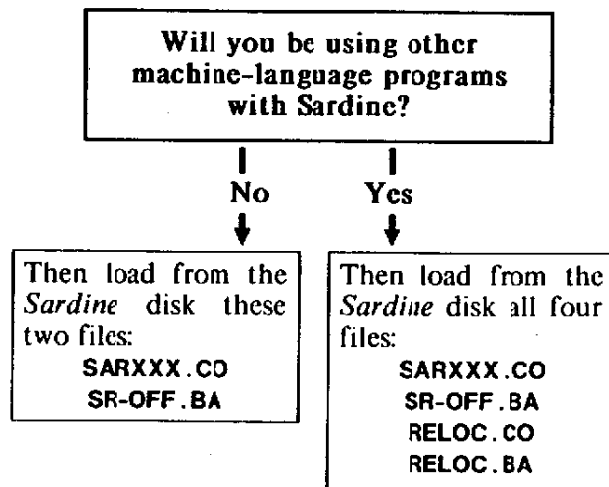 Will you be using other
machine-language programs
with Sardine?
No
Yes
Then load from the
Sardine disk these
two files:
SARXXX.CO
SR-OFF.BA
Then load from the
Sardine disk all four
files:
SARXXX.CO
SR-OFF.BA
RELOC.CO
RELOC.BA